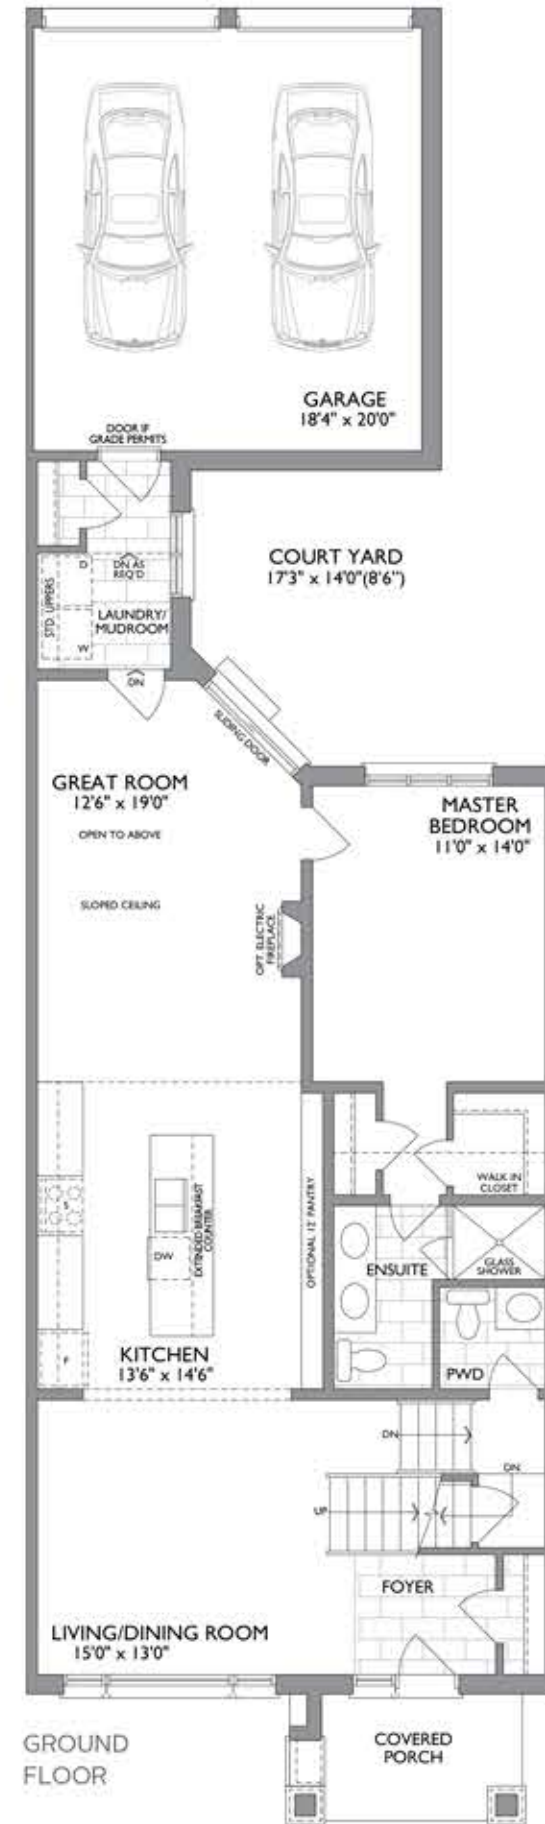 GARAGE
18'4" x 20'0"
DOOR IF
GRADE PERMITS
COURT YARD
17'3" x 14'0"(8'6")
D
DN AS
REQ'D
STD. UPPERS
LAUNDRY/
MUDROOM
W
DN
SLIDING DOOR
GREAT ROOM
12'6" x 19'0"
OPEN TO ABOVE
SLOPED CEILING
MASTER
BEDROOM
11'0" x 14'0"
OPT. ELECTRIC
FIREPLACE
WALK IN
CLOSET
S
EXTENDED BREAKFAST
COUNTER
DW
OPTIONAL 12" PANTRY
ENSUITE
GLASS
SHOWER
F
KITCHEN
13'6" x 14'6"
PWD
DN
DN
UP
FOYER
LIVING/DINING ROOM
15'0" x 13'0"
GROUND
FLOOR
COVERED
PORCH